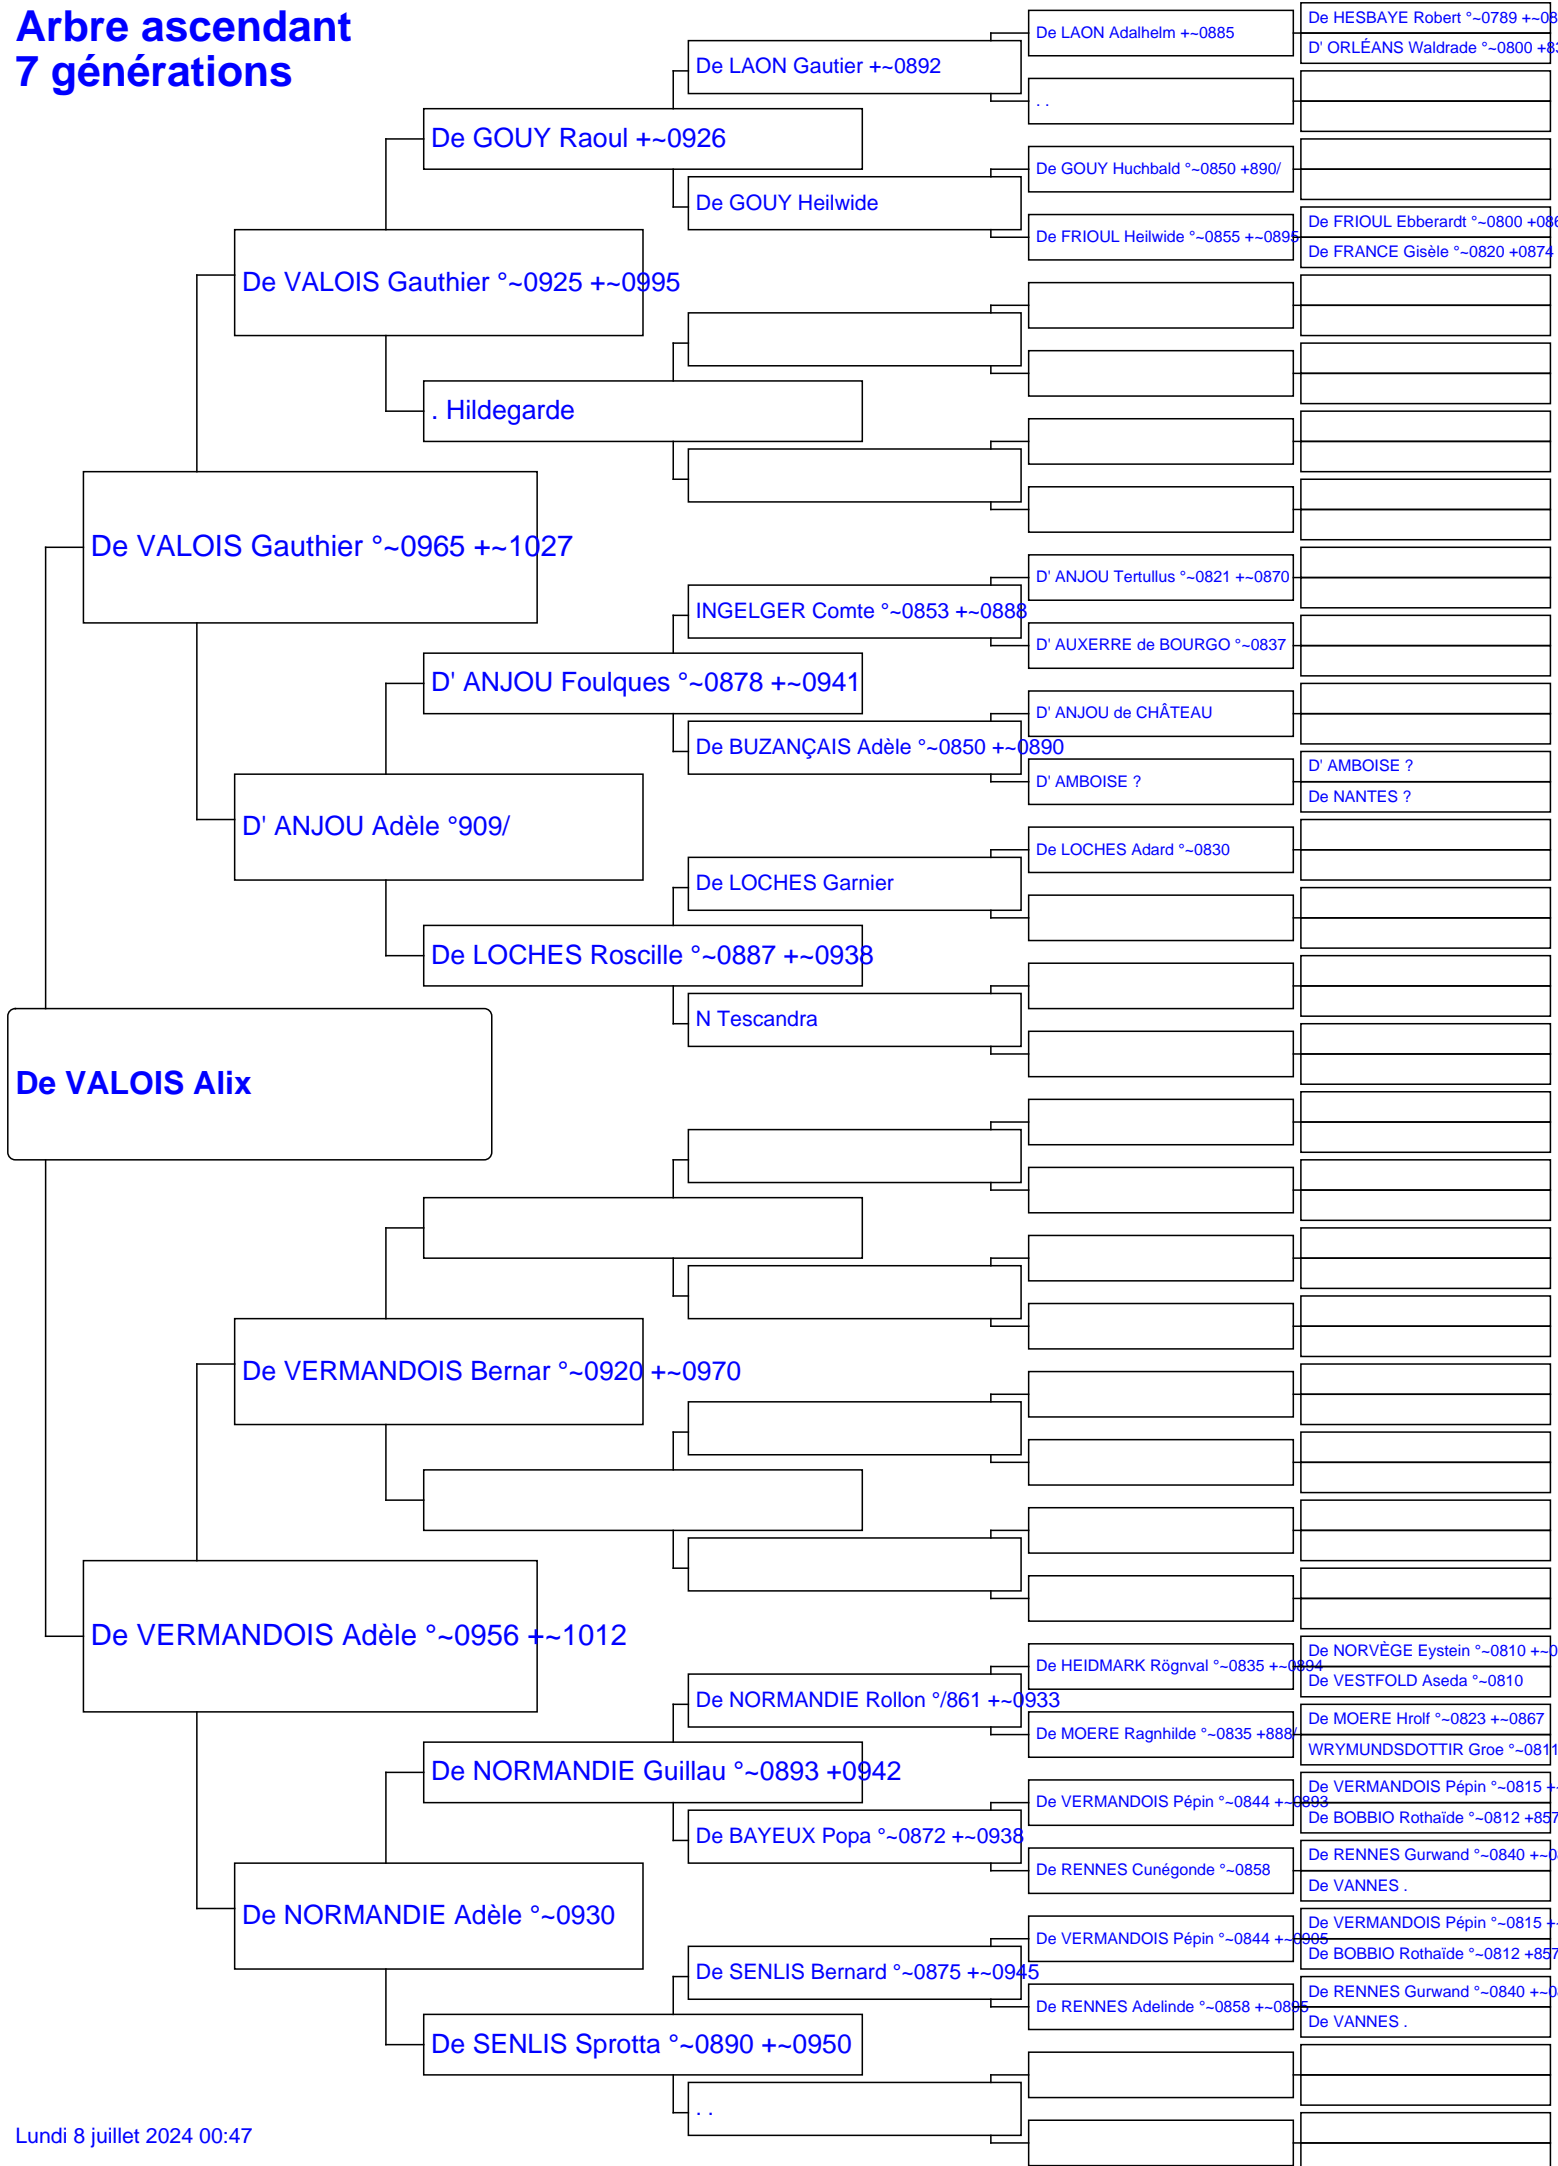 Arbre ascendant
7 générations
De LAON Adalhelm +~0885
De HESBAYE Robert °~0789 +~08
D' ORLÉANS Waldrade °~0800 +83
De LAON Gautier +~0892
. .
De GOUY Raoul +~0926
De GOUY Huchbald °~0850 +890/
De GOUY Heilwide
De FRIOUL Heilwide °~0855 +~0895
De FRIOUL Ebberardt °~0800 +086
De FRANCE Gisèle °~0820 +0874
De VALOIS Gauthier °~0925 +~0995
. Hildegarde
De VALOIS Gauthier °~0965 +~1027
D' ANJOU Tertullus °~0821 +~0870
INGELGER Comte °~0853 +~0888
D' AUXERRE de BOURGO °~0837
D' ANJOU Foulques °~0878 +~0941
D' ANJOU de CHÂTEAU
De BUZANÇAIS Adèle °~0850 +~0890
D' AMBOISE ?
D' AMBOISE ?
De NANTES ?
D' ANJOU Adèle °909/
De LOCHES Adard °~0830
De LOCHES Garnier
De LOCHES Roscille °~0887 +~0938
N Tescandra
De VALOIS Alix
De VERMANDOIS Bernar °~0920 +~0970
De VERMANDOIS Adèle °~0956 +~1012
De HEIDMARK Rögnval °~0835 +~0894
De NORVÈGE Eystein °~0810 +~0
De VESTFOLD Aseda °~0810
De NORMANDIE Rollon °/861 +~0933
De MOERE Ragnhilde °~0835 +888/
De MOERE Hrolf °~0823 +~0867
WRYMUNDSDOTTIR Groe °~0811
De NORMANDIE Guillau °~0893 +0942
De VERMANDOIS Pépin °~0844 +~0893
De VERMANDOIS Pépin °~0815 +~
De BOBBIO Rothaïde °~0812 +857
De BAYEUX Popa °~0872 +~0938
De RENNES Cunégonde °~0858
De RENNES Gurwand °~0840 +~0
De VANNES .
De NORMANDIE Adèle °~0930
De VERMANDOIS Pépin °~0844 +~0905
De VERMANDOIS Pépin °~0815 +~
De BOBBIO Rothaïde °~0812 +857
De SENLIS Bernard °~0875 +~0945
De RENNES Adelinde °~0858 +~0895
De RENNES Gurwand °~0840 +~0
De VANNES .
De SENLIS Sprotta °~0890 +~0950
. .
Lundi 8 juillet 2024 00:47